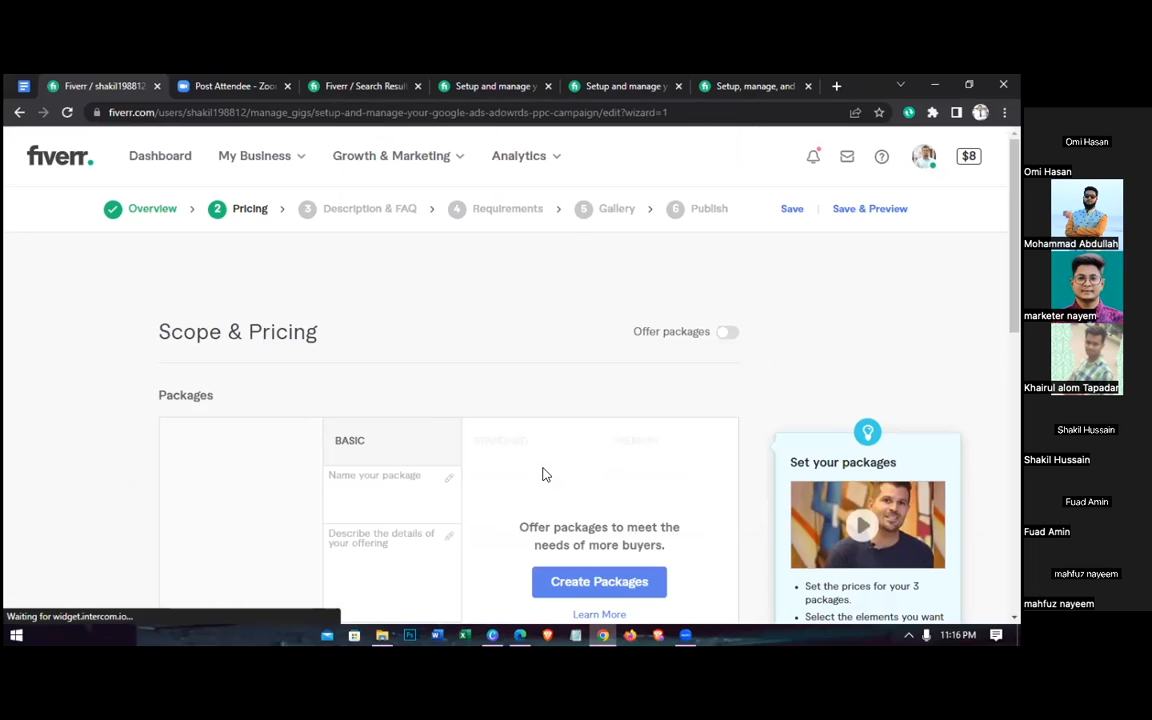 Fiverr / shakil198812
Post Attendee - Zoo
Fiverr / Search Resul
Setup and manage y
Setup and manage y
Setup, manage, and
fiverr.com/users/shakil198812/manage_gigs/setup-and-manage-your-google-ads-adowrds-ppc-campaign/edit?wizard=1
fiverr.
Dashboard
My Business
Growth & Marketing
Analytics
$8
Overview
2 Pricing
3 Description & FAQ
4 Requirements
5 Gallery
6 Publish
Save
Save & Preview
Scope & Pricing
Offer packages
Packages
BASIC
STANDARD
PREMIUM
Name your package
Describe the details of
your offering
Offer packages to meet the
needs of more buyers.
Create Packages
Learn More
Set your packages
• Set the prices for your 3
packages.
• Select the elements you want
Waiting for widget.intercom.io...
11:16 PM
Omi Hasan
Omi Hasan
Mohammad Abdullah
marketer nayem
Khairul alom Tapadar
Shakil Hussain
Shakil Hussain
Fuad Amin
Fuad Amin
mahfuz nayeem
mahfuz nayeem